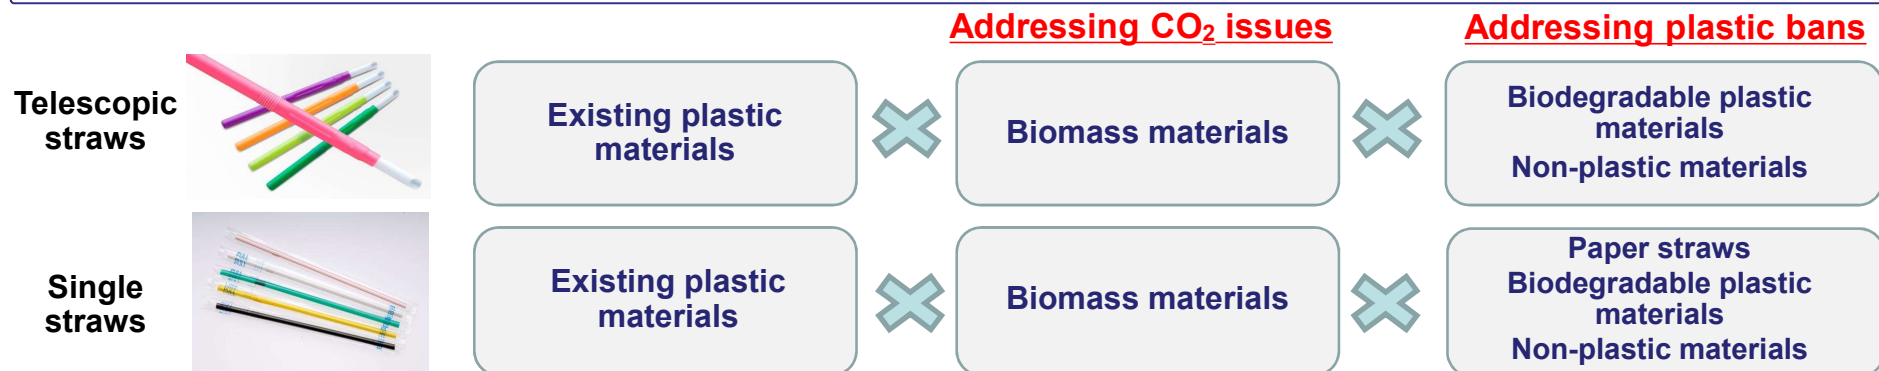 Addressing CO₂ issues
Addressing plastic bans
Telescopic
straws
Existing plastic
materials
Biomass materials
Biodegradable plastic
materials
Non-plastic materials
Single
straws
Existing plastic
materials
Biomass materials
Paper straws
Biodegradable plastic
materials
Non-plastic materials